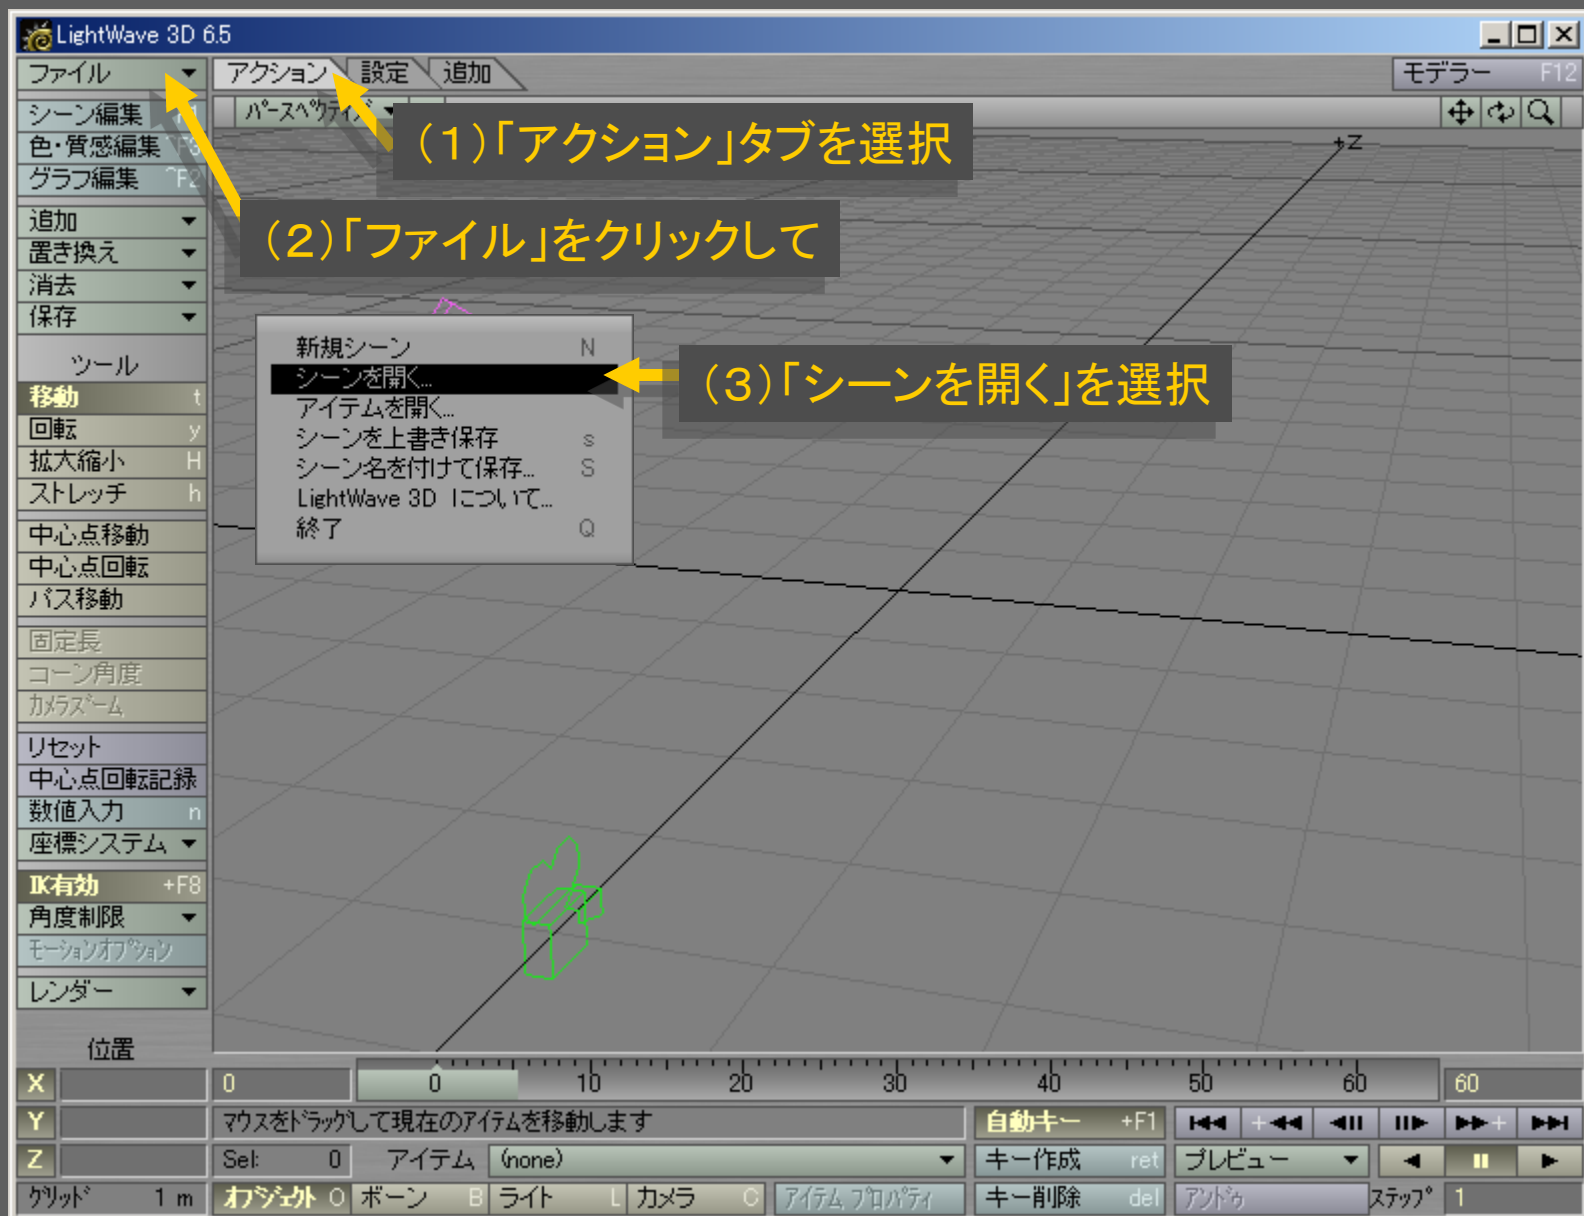 LightWave 3D 6.5
ファイル
アクション
設定
追加
モデラー F12
シーン編集
パースペクティブ
色・質感編集 ^F3
グラフ編集 ^F2
(1)「アクション」タブを選択
+Z
追加
置き換え
消去
保存
(2)「ファイル」をクリックして
ツール
移動 t
回転 y
拡大縮小 H
ストレッチ h
新規シーン N
シーンを開く...
アイテムを開く...
シーンを上書き保存 s
シーン名を付けて保存... S
LightWave 3D について...
終了 Q
(3)「シーンを開く」を選択
中心点移動
中心点回転
パス移動
固定長
コーン角度
カメラズーム
リセット
中心点回転記録
数値入力 n
座標システム
IK有効 +F8
角度制限
モーションオプション
レンダー
位置
X
0
0 10 20 30 40 50 60
60
Y
マウスをドラッグして現在のアイテムを移動します
自動キー +F1
Z
Sel: 0
アイテム (none)
キー作成 ret
プレビュー
グリッド 1 m
オブジェクト O
ボーン B
ライト L
カメラ C
アイテム プロパティ
キー削除 del
アンドゥ
ステップ 1